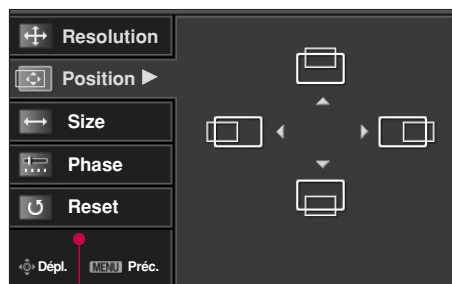 Resolution
Position
Size
Phase
Reset
Dépl. MENU Préc.